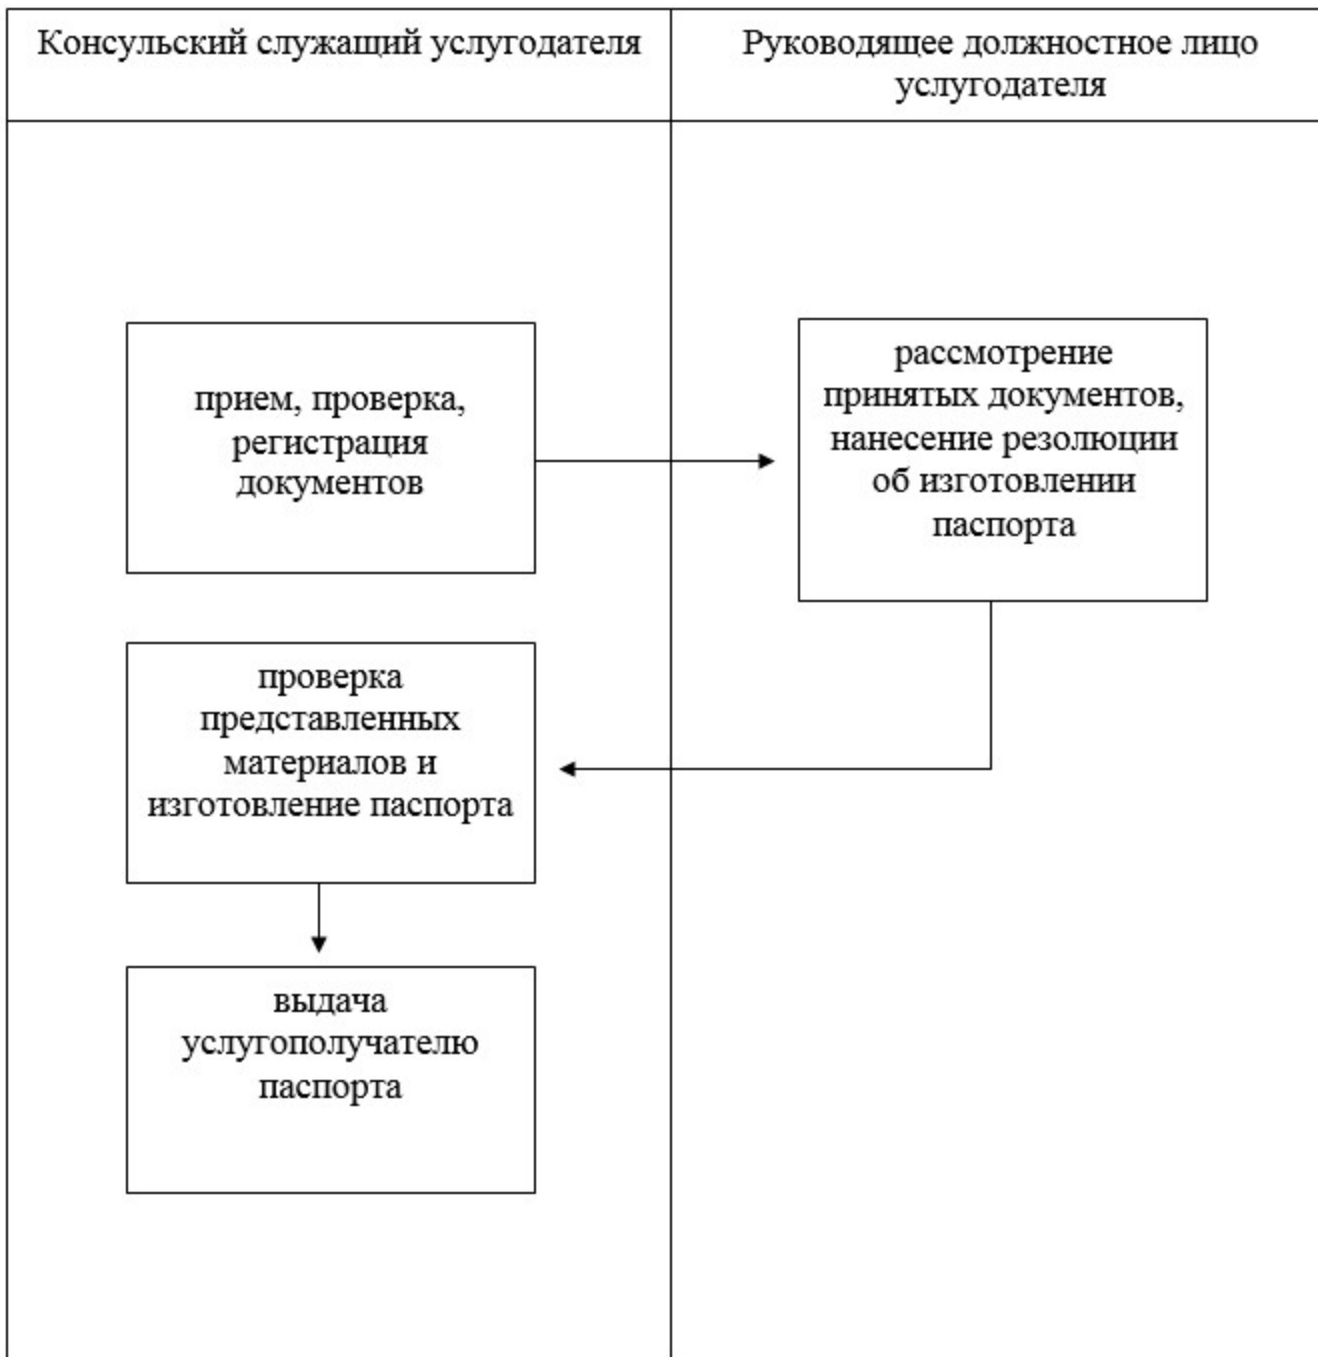 Консульский служащий услугодателя
Руководящее должностное лицо
услугодателя
прием, проверка,
регистрация
документов
рассмотрение
принятых документов,
нанесение резолюции
об изготовлении
паспорта
проверка
представленных
материалов и
изготовление паспорта
выдача
услугополучателю
паспорта